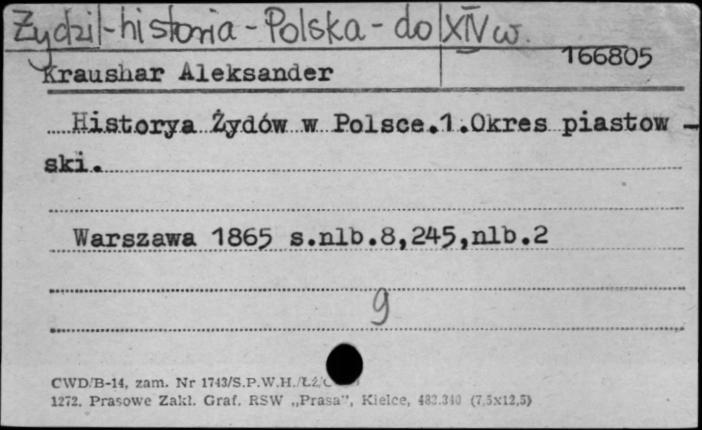 Żydzi-historia-Polska-do XIV w.
166805
Kraushar Aleksander
Historya Żydów w Polsce.1.Okres piastow-
ski.
Warszawa 1865 s.nlb.8,245,nlb.2
9
CWD/B-14, zam. Nr 1743/S.P.W.H./Łź/
1272. Prasowe Zakł. Graf. RSW „Prasa”, Kielce, 483.340 (7,5x12,5)